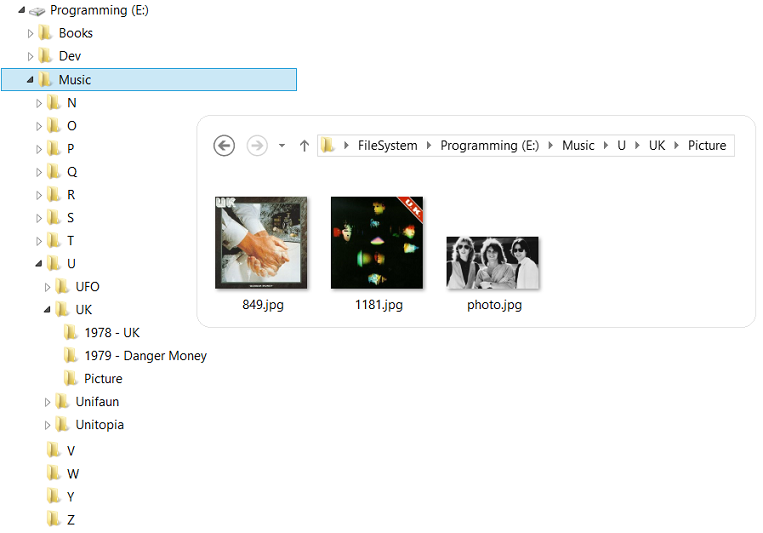 Programming (E:)
Books
Dev
Music
N
O
P
Q
R
S
T
U
UFO
UK
1978 - UK
1979 - Danger Money
Picture
Unifaun
Unitopia
V
W
Y
Z
FileSystem Programming (E:) Music U UK Picture
UK
UK
849.jpg 1181.jpg photo.jpg